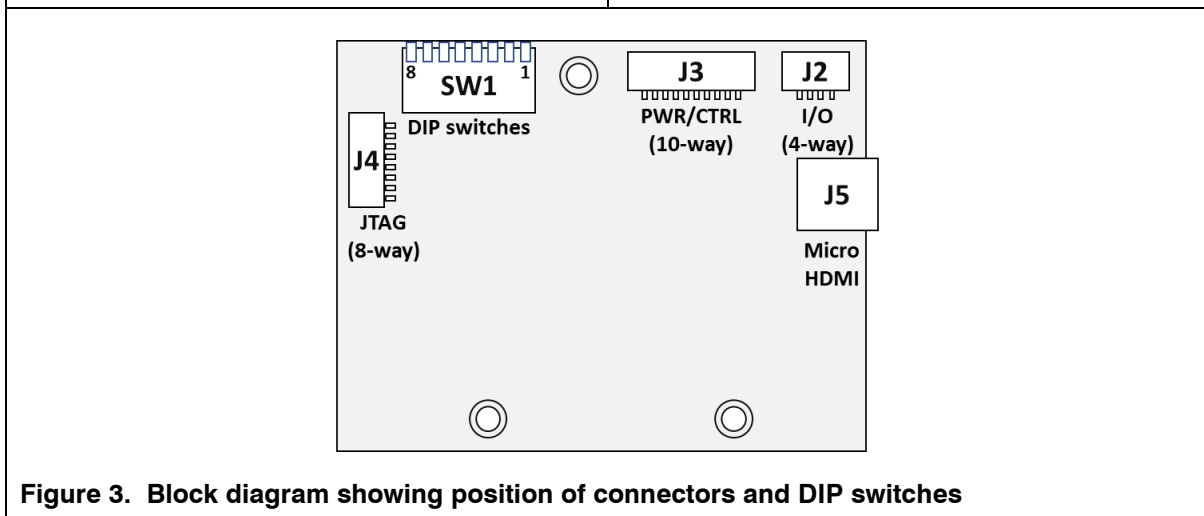 8 1
SW1
DIP switches
J3
PWR/CTRL
(10-way)
J2
I/O
(4-way)
J4
JTAG
(8-way)
J5
Micro
HDMI
Figure 3. Block diagram showing position of connectors and DIP switches